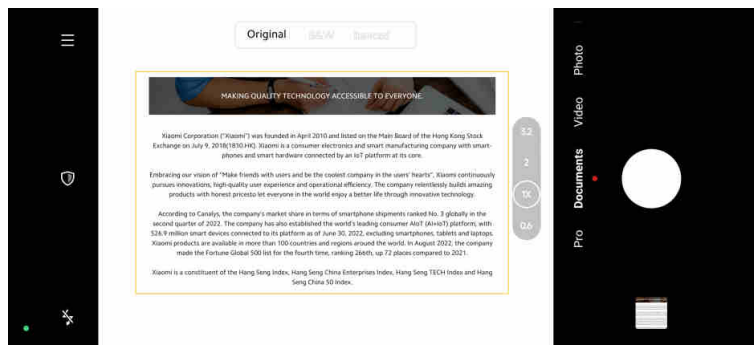 Original B&W Enhanced
MAKING QUALITY TECHNOLOGY ACCESSIBLE TO EVERYONE.
Xiaomi Corporation ("Xiaomi") was founded in April 2010 and listed on the Main Board of the Hong Kong Stock
Exchange on July 9, 2018(1810.HK). Xiaomi is a consumer electronics and smart manufacturing company with smart-
phones and smart hardware connected by an IoT platform at its core.
Embracing our vision of "Make friends with users and be the coolest company in the users' hearts", Xiaomi continuously
pursues innovations, high-quality user experience and operational efficiency. The company relentlessly builds amazing
products with honest pricesto let everyone in the world enjoy a better life through innovative technology.
According to Canalys, the company's market share in terms of smartphone shipments ranked No. 3 globally in the
second quarter of 2022. The company has also established the world's leading consumer AIoT (AI+IoT) platform, with
526.9 million smart devices connected to its platform as of June 30, 2022, excluding smartphones, tablets and laptops.
Xiaomi products are available in more than 100 countries and regions around the world. In August 2022, the company
made the Fortune Global 500 list for the fourth time, ranking 266th, up 72 places compared to 2021.
Xiaomi is a constituent of the Hang Seng Index, Hang Seng China Enterprises Index, Hang Seng TECH Index and Hang
Seng China 50 Index.
3.2
2
1X
0.6
Photo
Video
Documents
Pro